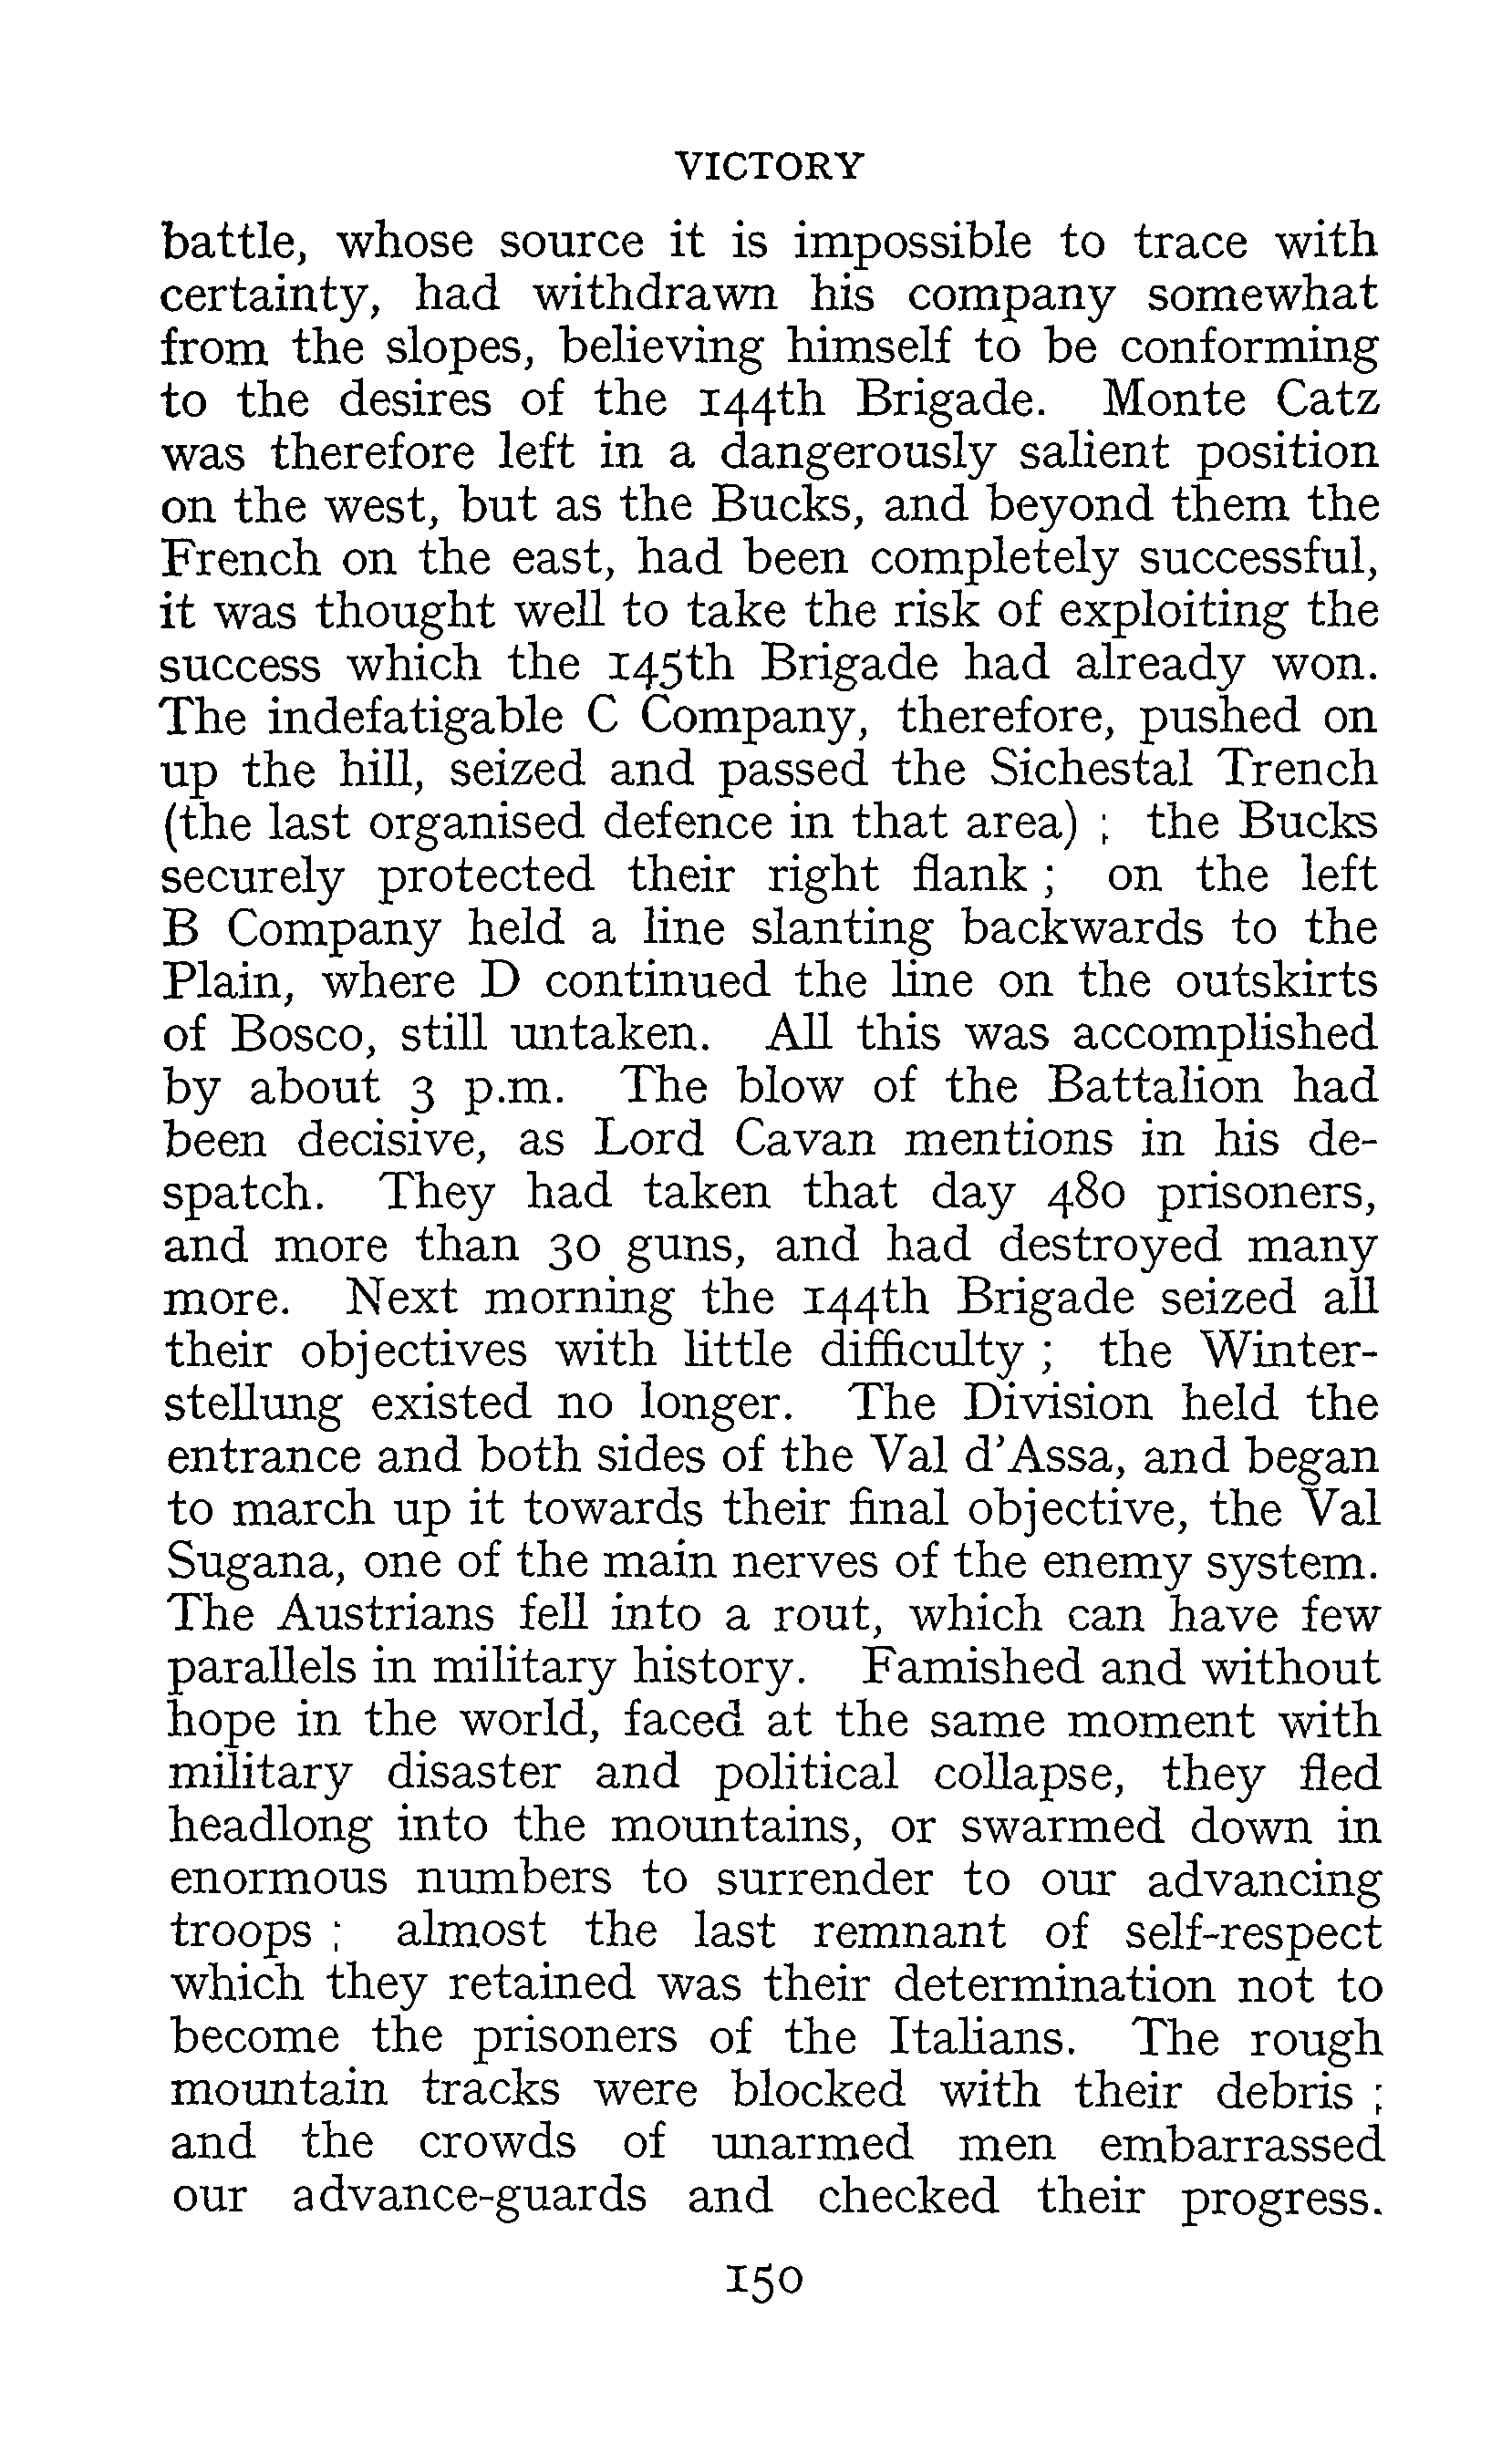 VICTORY
battle, whose source it is impossible to trace with
certainty, had withdrawn his company somewhat
from the slopes, believing himself to be conforming
to the desires of the 144th Brigade. Monte Catz
was therefore left in a dangerously salient position
on the west, but as the Bucks, and beyond them the
French on the east, had been completely successful,
it was thought well to take the risk of exploiting the
success which the 145th Brigade had already won.
The indefatigable C Company, therefore, pushed on
up the hill, seized and passed the Sichestal Trench
(the last organised defence in that area) ; the Bucks
securely protected their right flank ; on the left
B Company held a line slanting backwards to the
Plain, where D continued the line on the outskirts
of Bosco, still untaken. All this was accomplished
by about 3 p.m. The blow of the Battalion had
been decisive, as Lord Cavan mentions in his de-
spatch. They had taken that day 480 prisoners,
and more than 30 guns, and had destroyed many
more. Next morning the 144th Brigade seized all
their objectives with little difficulty ; the Winter-
stellung existed no longer. The Division held the
entrance and both sides of the Val d'Assa, and began
to march up it towards their final objective, the Val
Sugana, one of the main nerves of the enemy system.
The Austrians fell into a rout, which can have few
parallels in military history. Famished and without
hope in the world, faced at the same moment with
military disaster and political collapse, they fled
headlong into the mountains, or swarmed down in
enormous numbers to surrender to our advancing
troops ; almost the last remnant of self-respect
which they retained was their determination not to
become the prisoners of the Italians. The rough
mountain tracks were blocked with their debris ;
and the crowds of unarmed men embarrassed
our advance-guards and checked their progress.
150